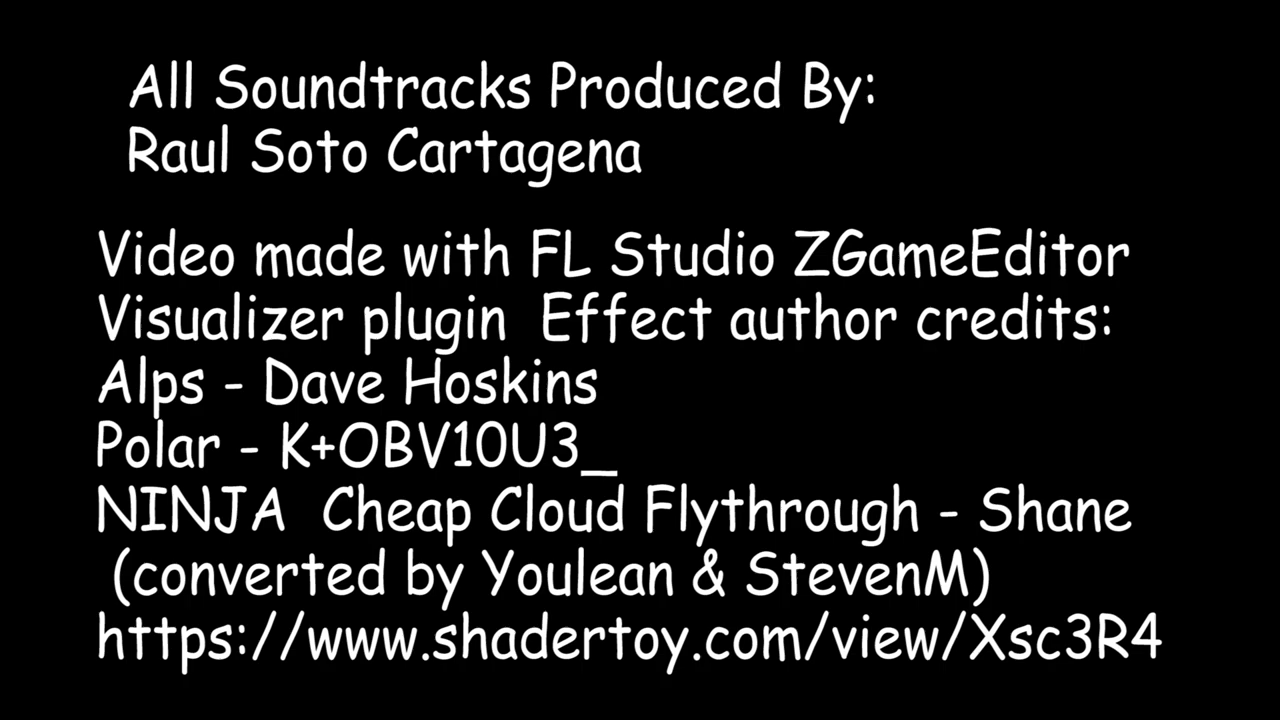 All Soundtracks Produced By:
Raul Soto Cartagena
Video made with FL Studio ZGameEditor
Visualizer plugin  Effect author credits:
Alps - Dave Hoskins
Polar - K+OBV10U3_
NINJA  Cheap Cloud Flythrough - Shane
(converted by Youlean & StevenM)
https://www.shadertoy.com/view/Xsc3R4